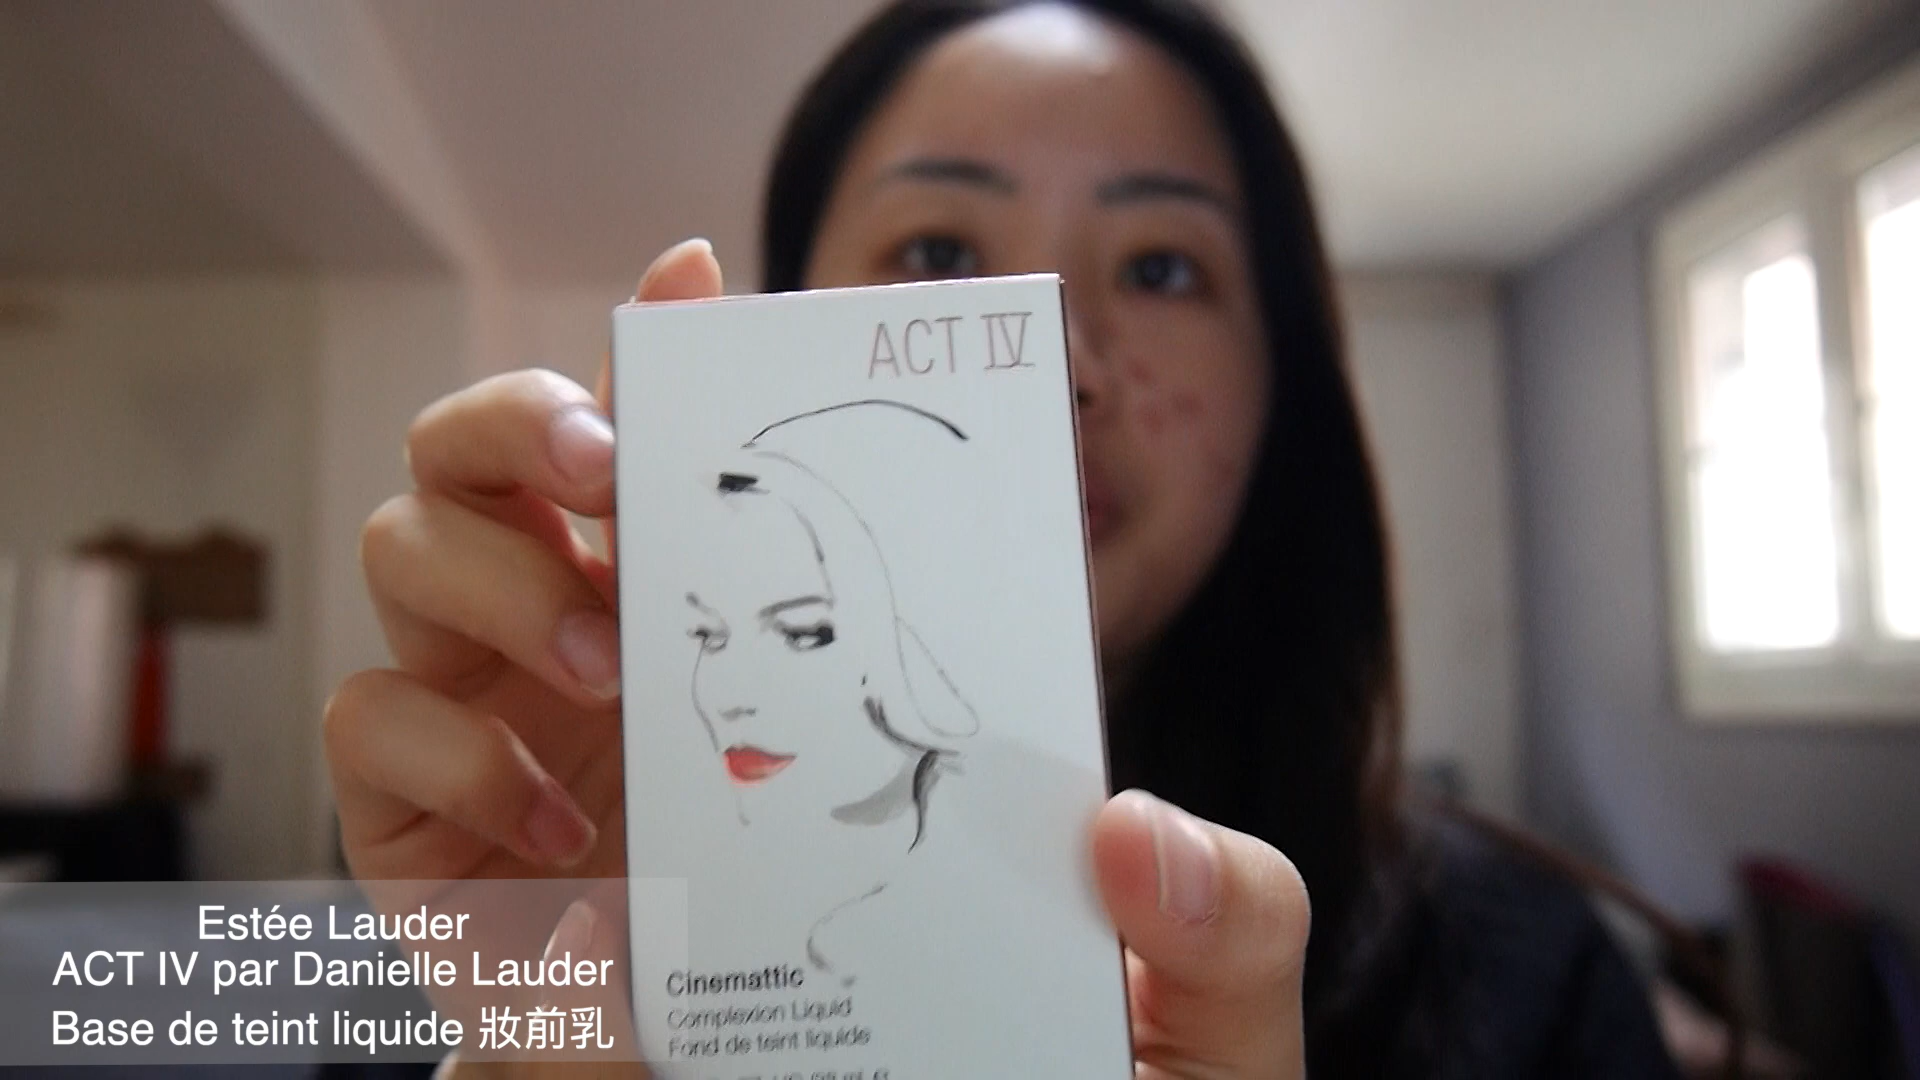 ACT IV
Cinemattic
Complexion Liquid
Fond de teint liquide
Estée Lauder
ACT IV par Danielle Lauder
Base de teint liquide 妝前乳